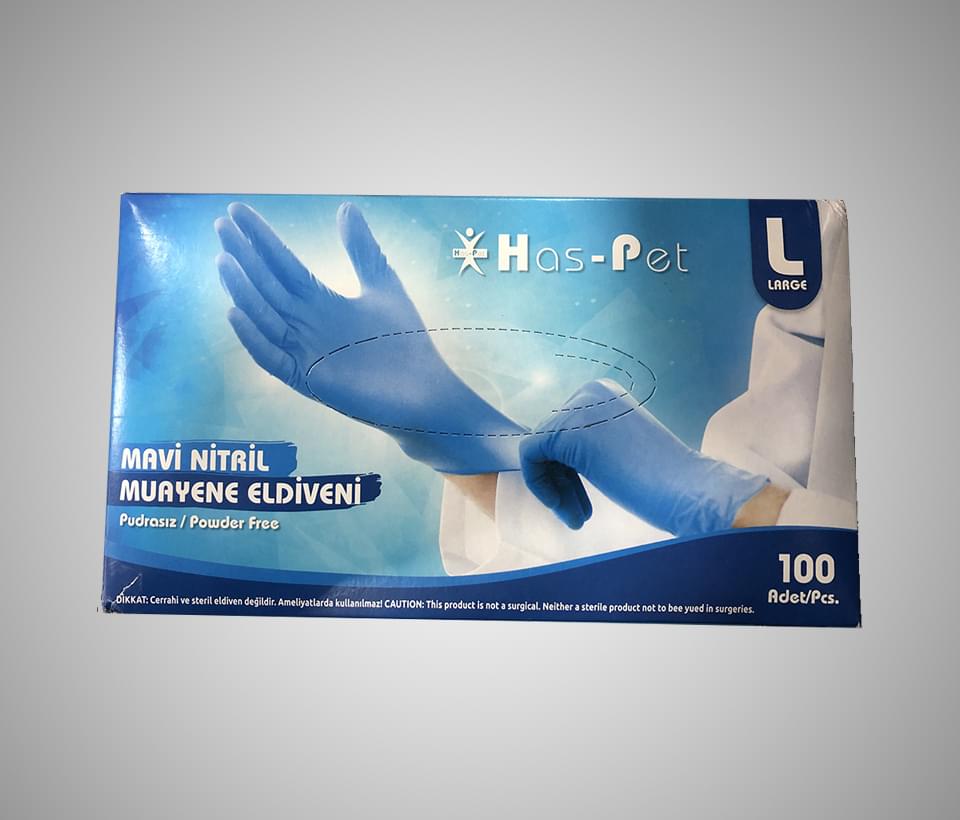 Has-Pet
Has-Pet
L
LARGE
MAVİ NİTRİL
MUAYENE ELDİVENİ
Pudrasız / Powder Free
100
Adet/Pcs.
DİKKAT: Cerrahi ve steril eldiven değildir. Ameliyatlarda kullanılmaz! CAUTION: This product is not a surgical. Neither a sterile product not to bee yued in surgeries.